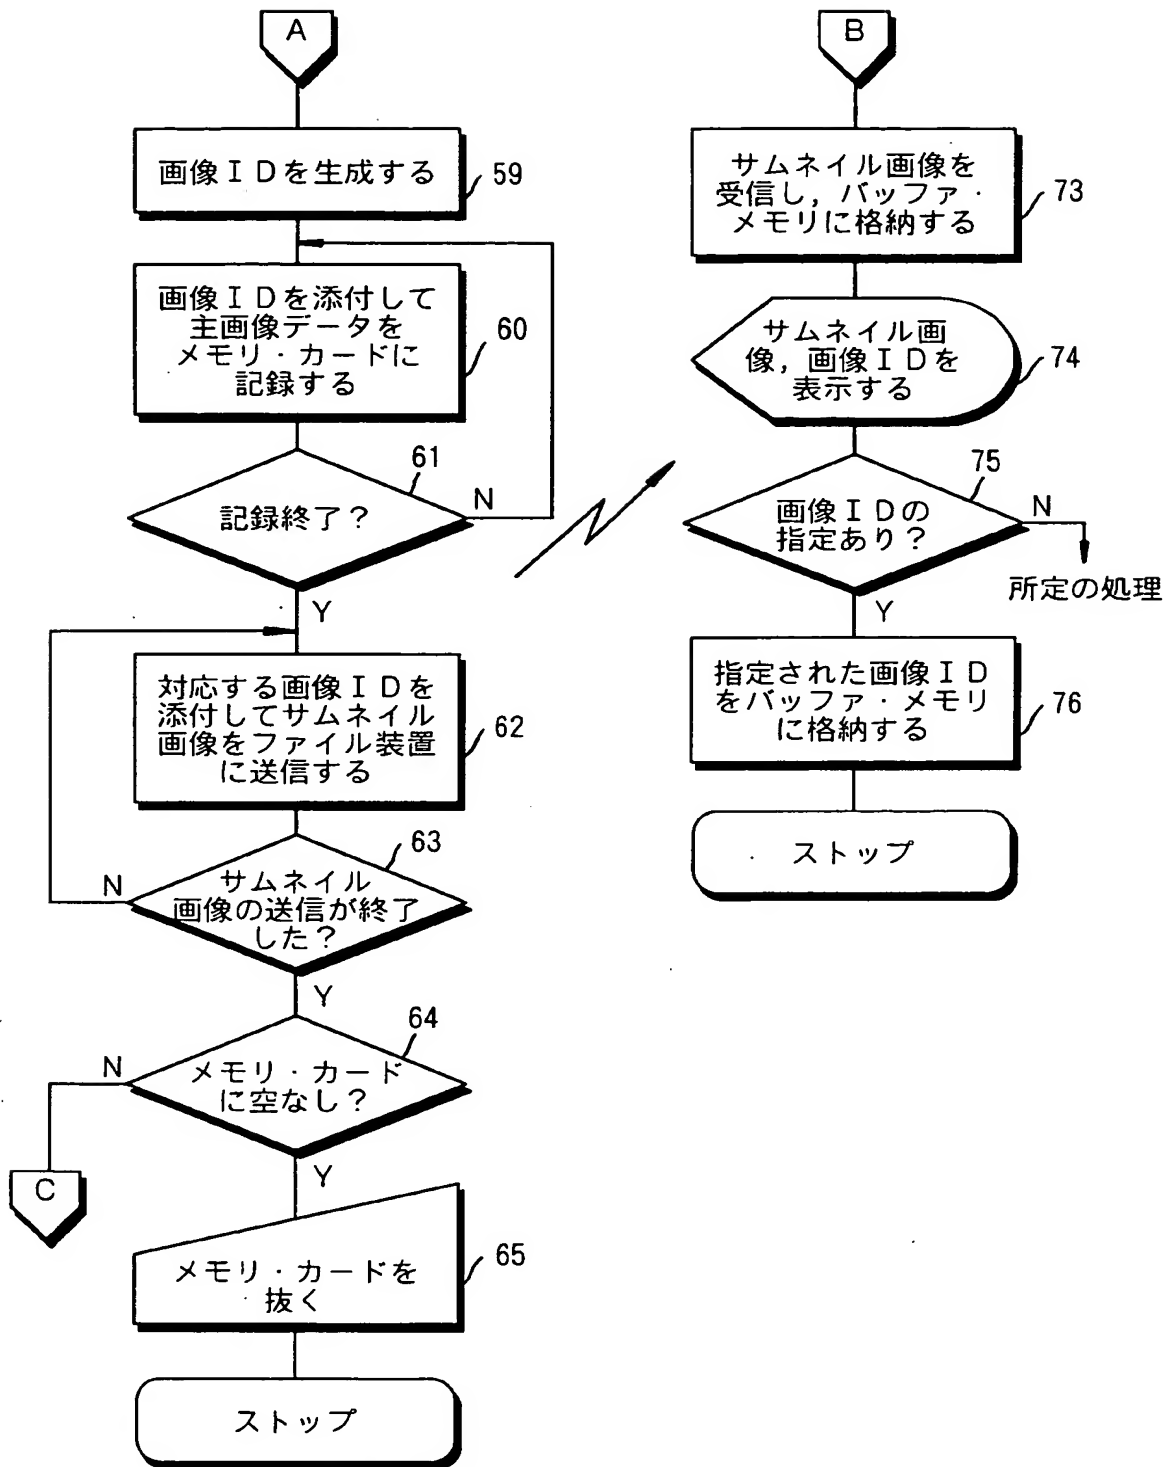 A
画像ＩＤを生成する
59
画像ＩＤを添付して
主画像データを
メモリ・カードに
記録する
60
61
記録終了？
N
Y
対応する画像ＩＤを
添付してサムネイル
画像をファイル装置
に送信する
62
63
サムネイル
画像の送信が終了
した？
N
Y
64
メモリ・カード
に空なし？
N
Y
C
メモリ・カードを
抜く
65
ストップ
B
サムネイル画像を
受信し，バッファ・
メモリに格納する
73
サムネイル画
像，画像ＩＤを
表示する
74
75
画像ＩＤの
指定あり？
N
所定の処理
Y
指定された画像ＩＤ
をバッファ・メモリ
に格納する
76
ストップ